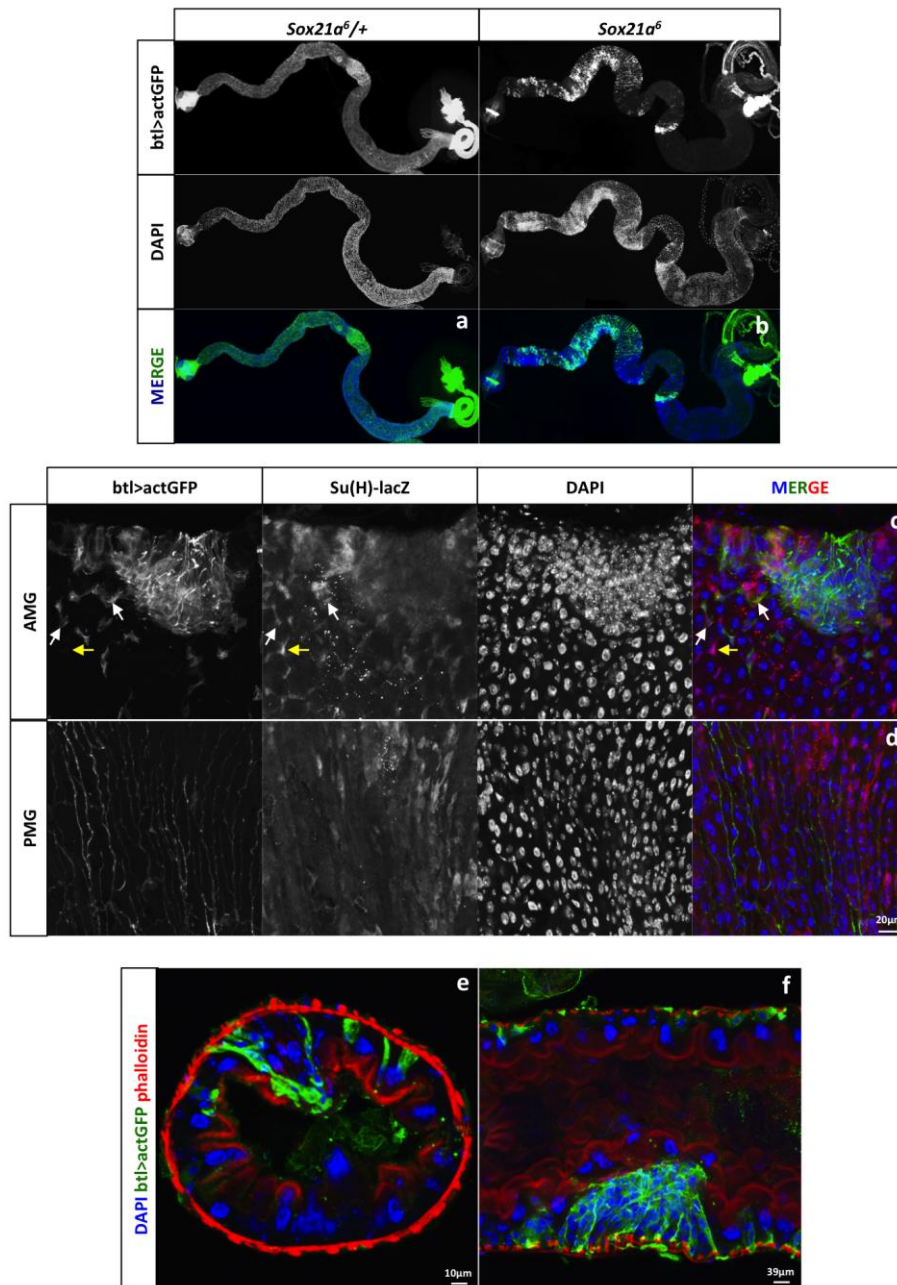 Sox21a⁶/+ Sox21a⁶
btl>actGFP
DAPI
MERGE
a b
btl>actGFP Su(H)-lacZ DAPI MERGE
AMG
c
PMG
d
20µm
DAPI btl>actGFP phalloidin
e f
10µm 39µm